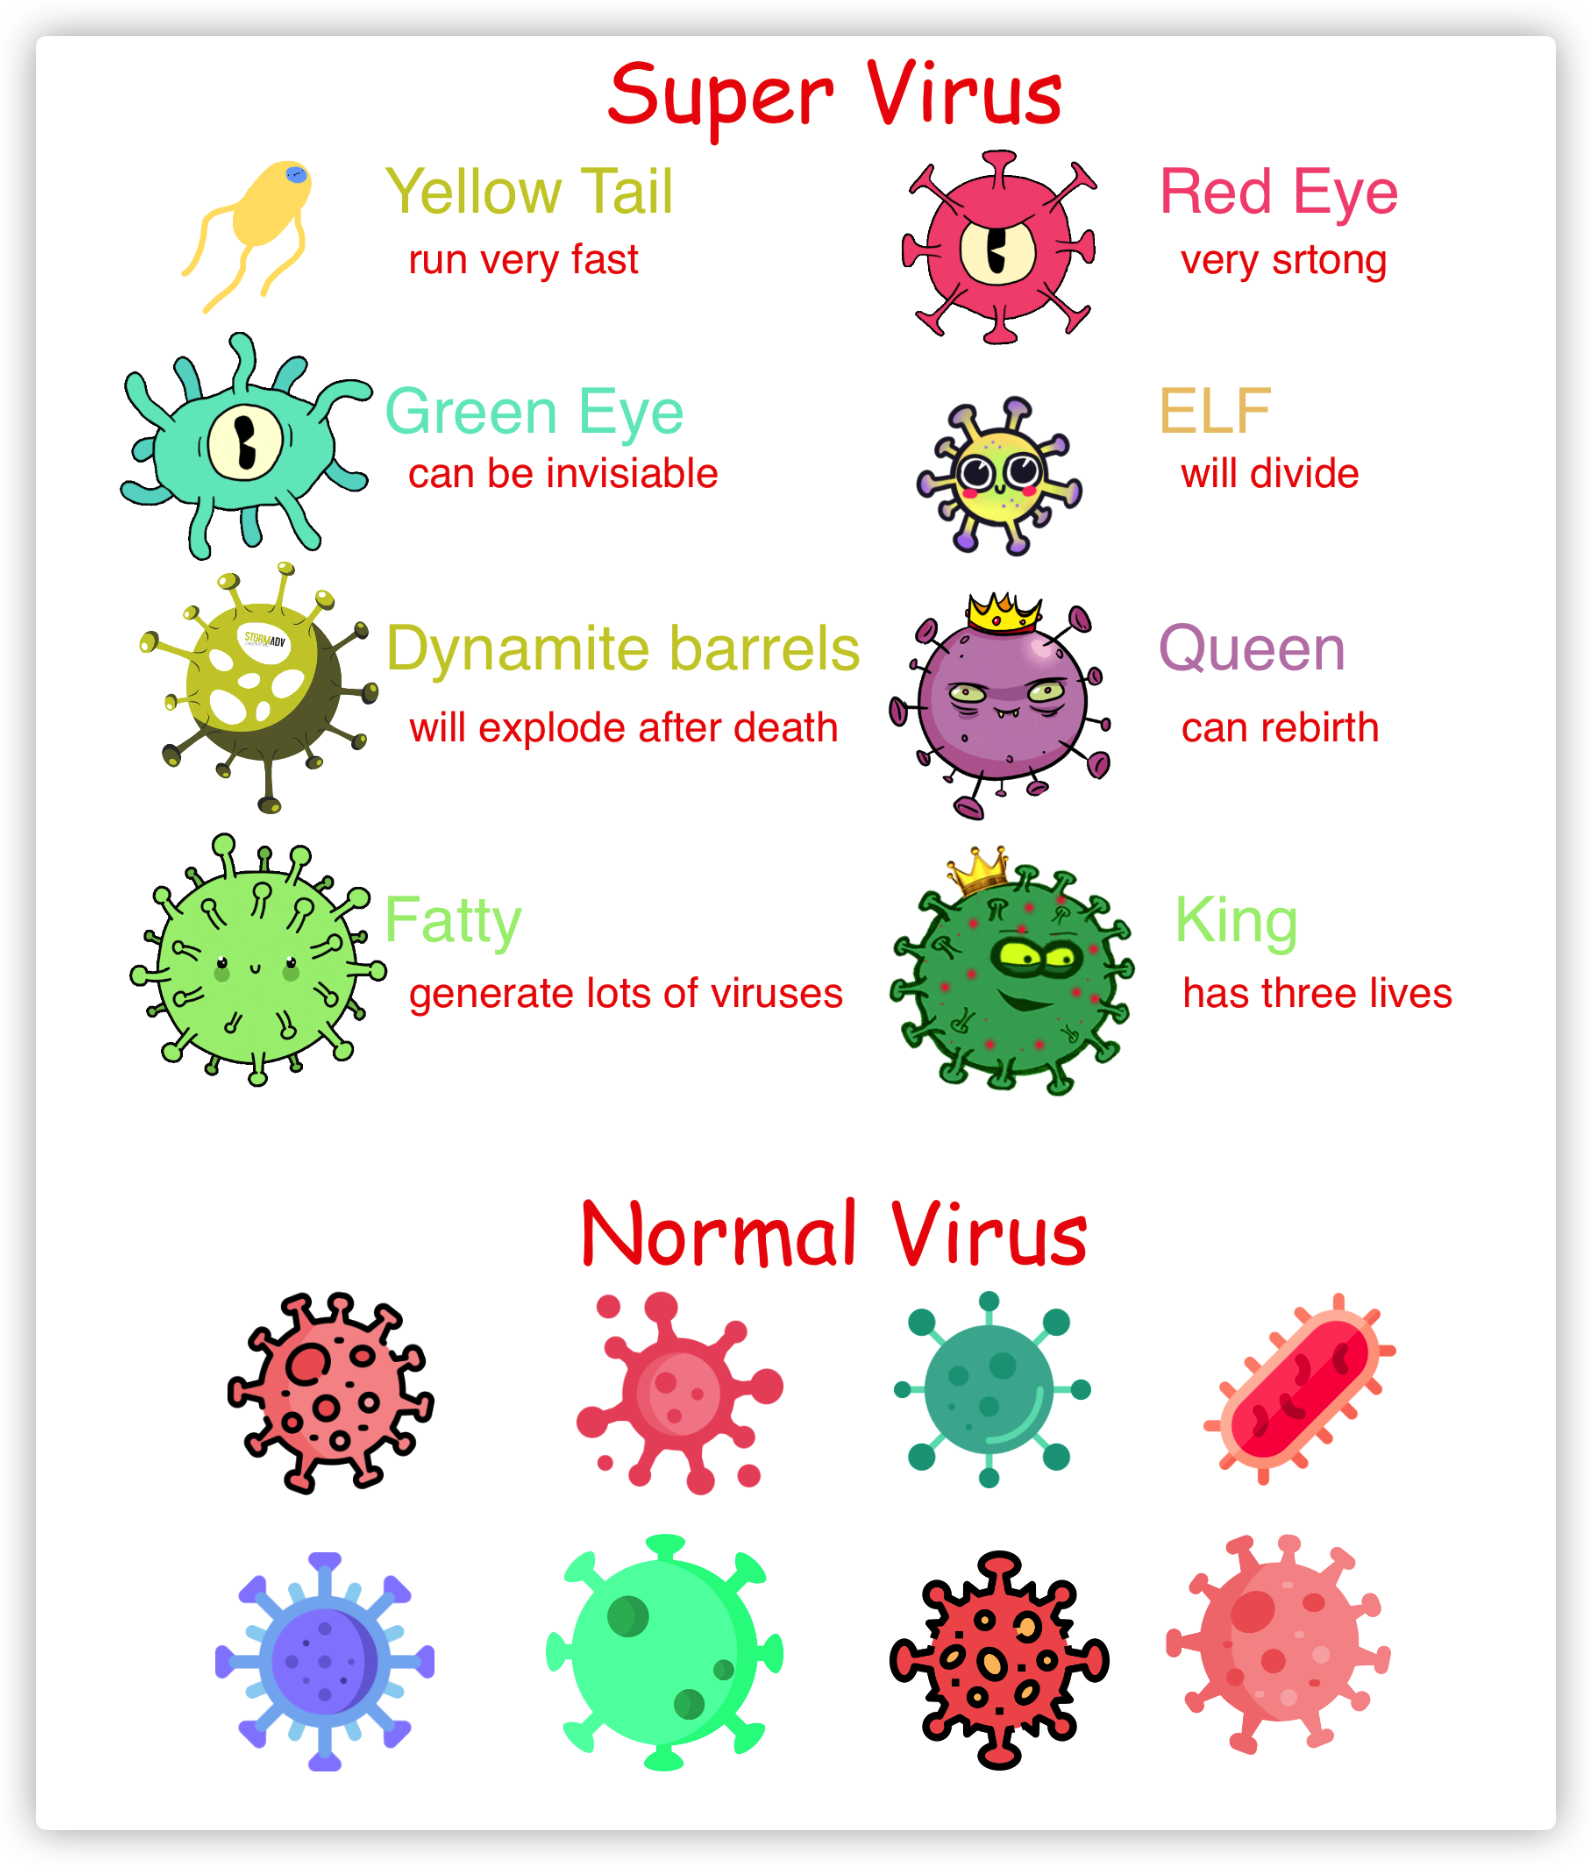 Super Virus
Yellow Tail
run very fast
Red Eye
very srtong
Green Eye
can be invisiable
ELF
will divide
STORMADV
Dynamite barrels
will explode after death
Queen
can rebirth
Fatty
generate lots of viruses
King
has three lives
Normal Virus